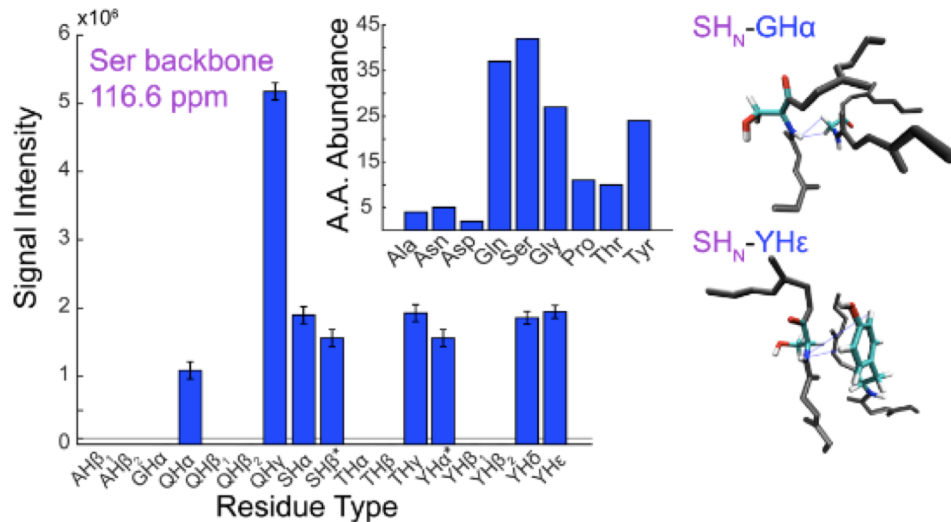 ×10⁶
6
5
4
3
2
1
0
Signal Intensity
Ser backbone
116.6 ppm
AHβ₁
AHβ₂
GHα
QHα
QHβ₁
QHβ₂
QHγ
SHα
SHβ*
THα
THβ
THγ
YHα*
YHβ₁
YHβ₂
YHδ
YHε
Residue Type
45
35
25
15
5
A.A. Abundance
Ala
Asn
Asp
Gln
Ser
Gly
Pro
Thr
Tyr
SHN-GHα
SHN-YHε